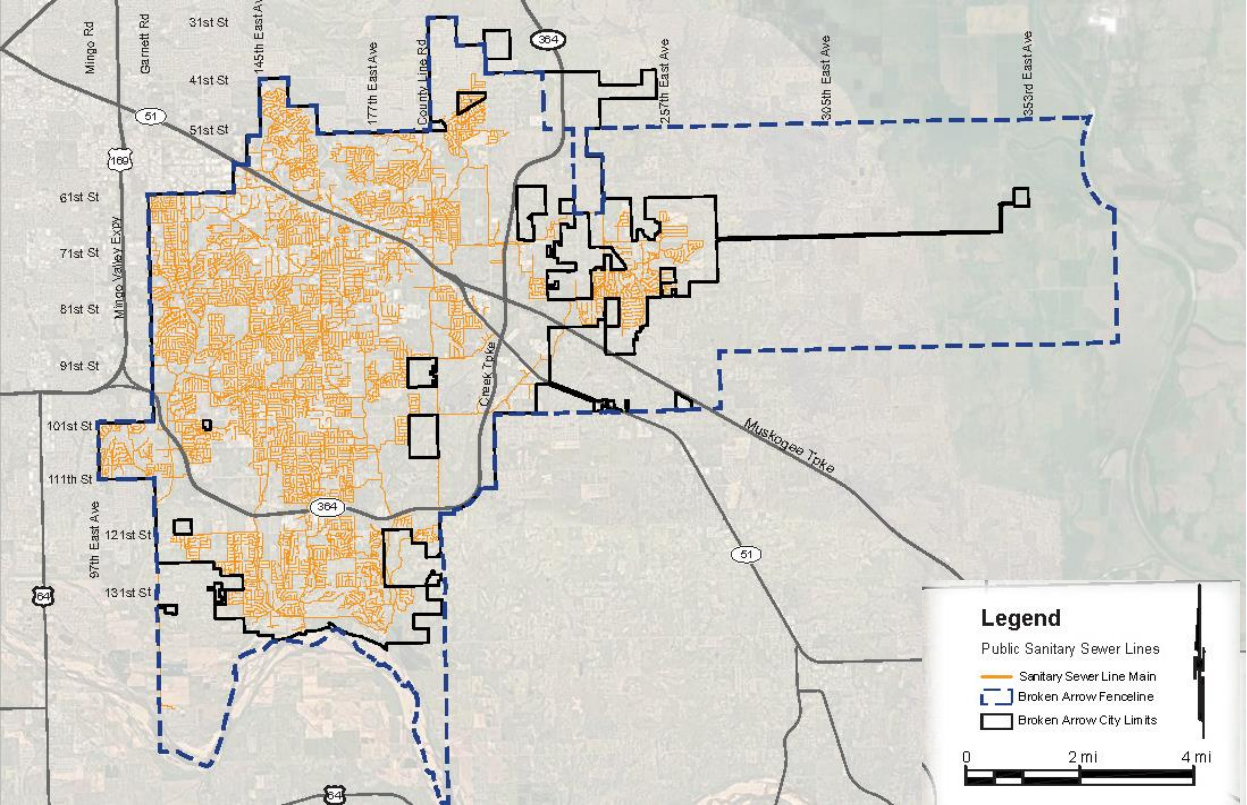 Mingo Rd
Garnett Rd
145th East Av
177th East Ave
County Line Rd
257th East Ave
305th East Ave
353rd East Ave
31st St
41st St
51st St
61st St
71st St
81st St
91st St
101st St
111th St
121st St
131st St
97th East Ave
Mingo Valley Expy
Creek Tpke
Muskogee Tpke
364
51
169
364
51
64
64
Legend
Public Sanitary Sewer Lines
Sanitary Sewer Line Main
Broken Arrow Fenceline
Broken Arrow City Limits
0 2 mi 4 mi